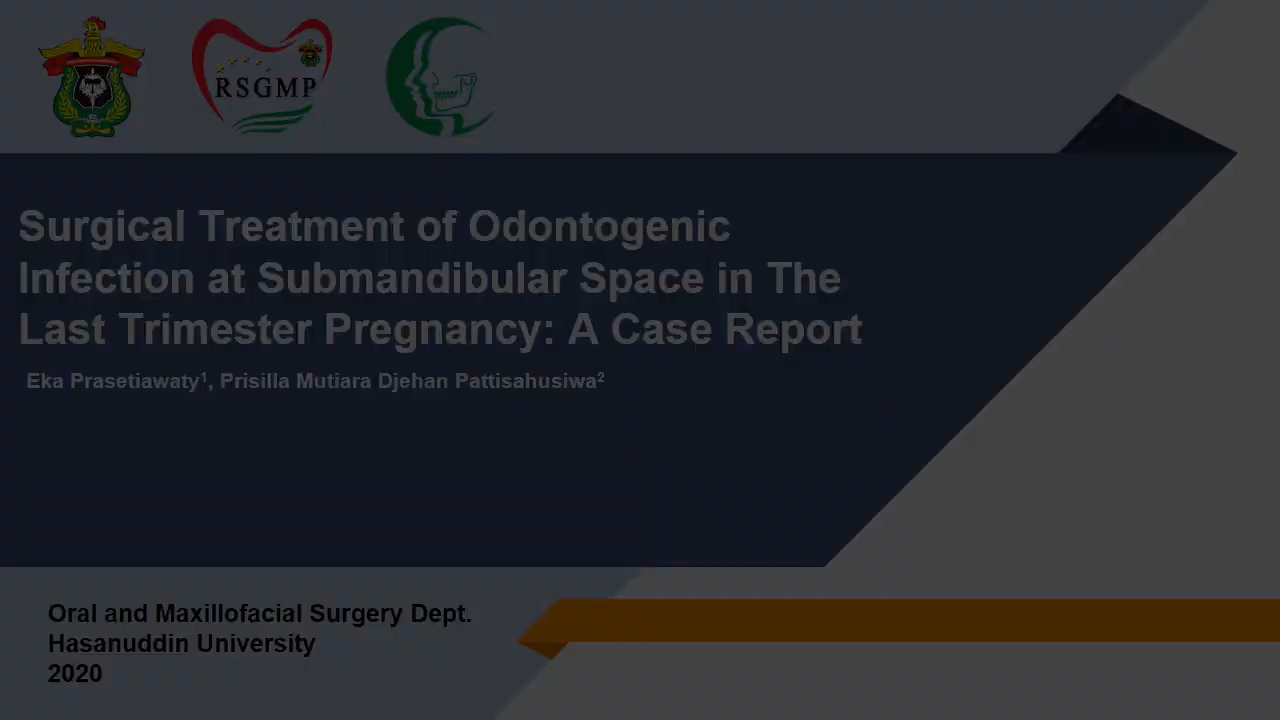 RSGMP
Surgical Treatment of Odontogenic
Infection at Submandibular Space in The
Last Trimester Pregnancy: A Case Report
Eka Prasetiawaty¹, Prisilla Mutiara Djehan Pattisahusiwa²
Oral and Maxillofacial Surgery Dept.
Hasanuddin University
2020